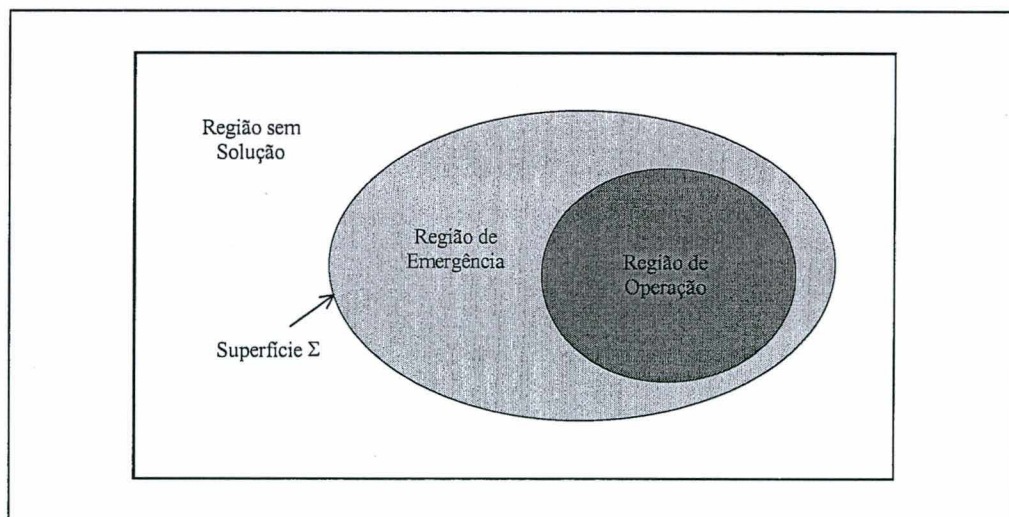 Região sem
Solução
Região de
Emergência
Região de
Operação
Superfície Σ